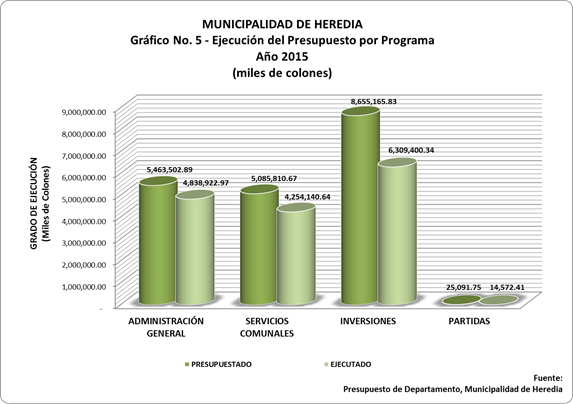 MUNICIPALIDAD DE HEREDIA
Gráfico No. 5 - Ejecución del Presupuesto por Programa
Año 2015
(miles de colones)
GRADO DE EJECUCIÓN
(Miles de Colones)
9,000,000.00
8,000,000.00
7,000,000.00
6,000,000.00
5,000,000.00
4,000,000.00
3,000,000.00
2,000,000.00
1,000,000.00
-
5,463,502.89
4,838,922.97
5,085,810.67
4,254,140.64
8,655,165.83
6,309,400.34
25,091.75
14,572.41
ADMINISTRACIÓN
GENERAL
SERVICIOS
COMUNALES
INVERSIONES
PARTIDAS
PRESUPUESTADO
EJECUTADO
Fuente:
Presupuesto de Departamento, Municipalidad de Heredia